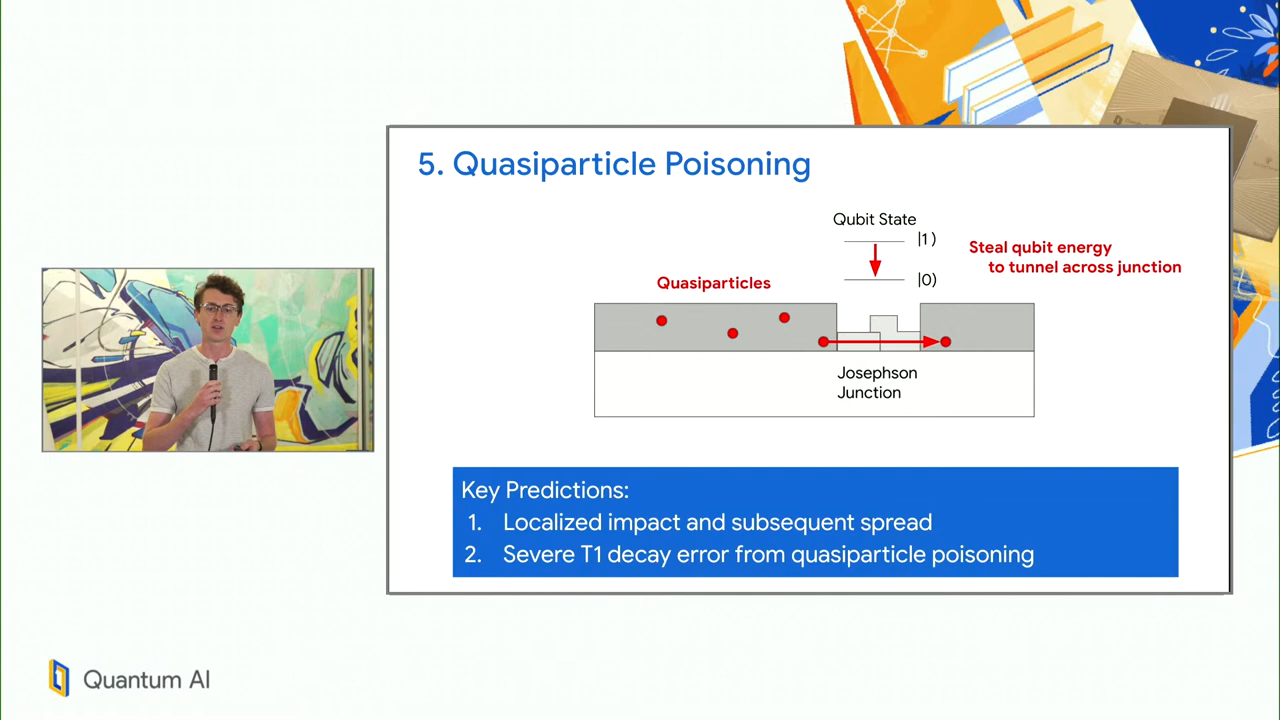 5. Quasiparticle Poisoning
Qubit State
|1⟩
Steal qubit energy
to tunnel across junction
|0⟩
Quasiparticles
Josephson
Junction
Key Predictions:
1. Localized impact and subsequent spread
2. Severe T1 decay error from quasiparticle poisoning
Quantum AI